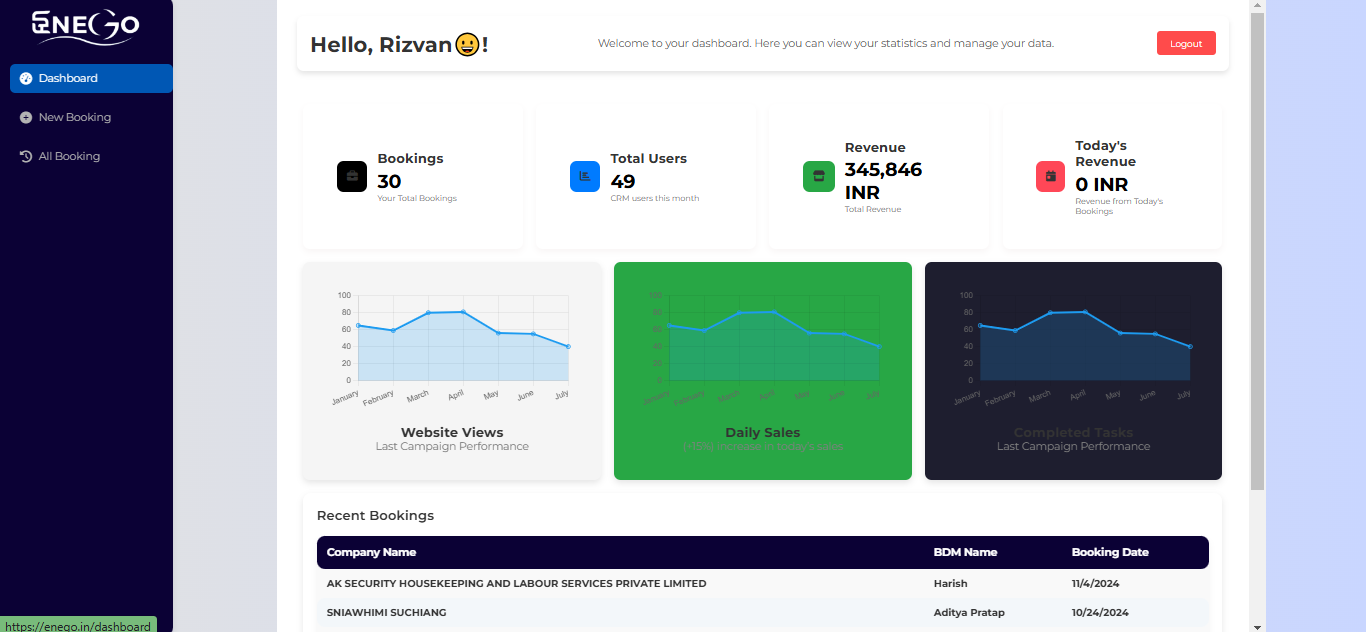 ENEGO
Dashboard
New Booking
All Booking
Hello, Rizvan😀!
Welcome to your dashboard. Here you can view your statistics and manage your data.
Logout
Bookings
30
Your Total Bookings
Total Users
49
CRM users this month
Revenue
345,846
INR
Total Revenue
Today's
Revenue
0 INR
Revenue from Today's
Bookings
100
80
60
40
20
0
January February March April May June July
Website Views
Last Campaign Performance
100
80
60
40
20
0
January February March April May June July
Daily Sales
(+15%) increase in today's sales
100
80
60
40
20
0
January February March April May June July
Completed Tasks
Last Campaign Performance
Recent Bookings
Company Name BDM Name Booking Date
AK SECURITY HOUSEKEEPING AND LABOUR SERVICES PRIVATE LIMITED Harish 11/4/2024
SNIAWHIMI SUCHIANG Aditya Pratap 10/24/2024
https://enego.in/dashboard